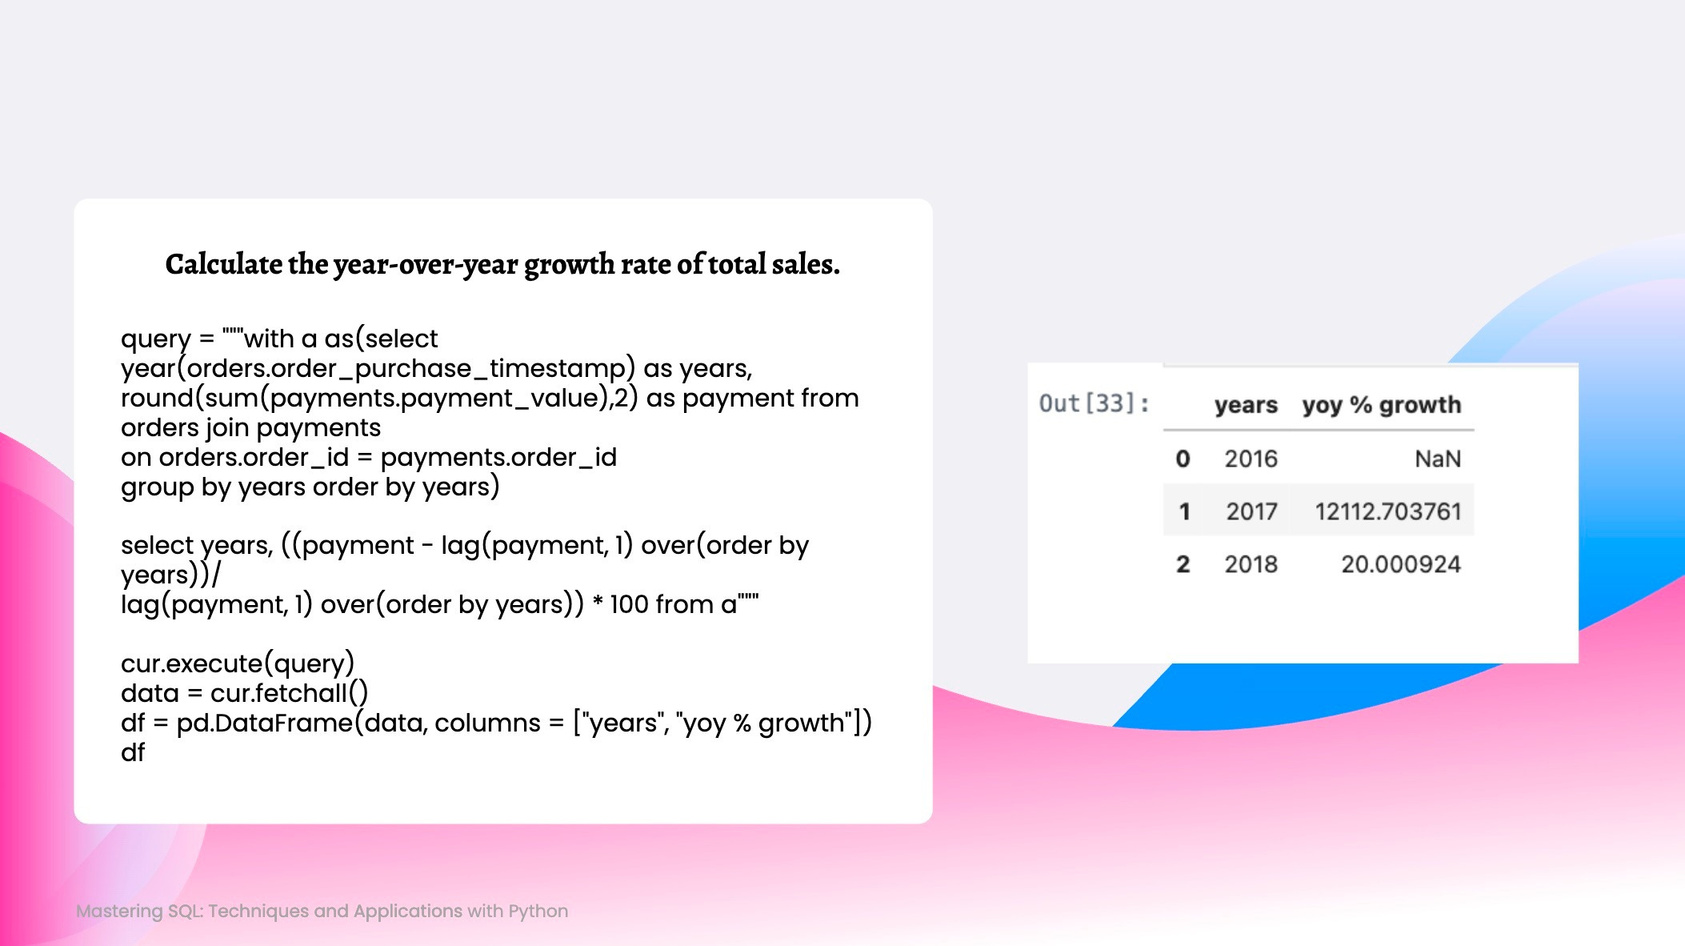 Calculate the year-over-year growth rate of total sales.
query = """with a as(select
year(orders.order_purchase_timestamp) as years,
round(sum(payments.payment_value),2) as payment from
orders join payments
on orders.order_id = payments.order_id
group by years order by years)
select years, ((payment - lag(payment, 1) over(order by
years))/
lag(payment, 1) over(order by years)) * 100 from a"""
cur.execute(query)
data = cur.fetchall()
df = pd.DataFrame(data, columns = ["years", "yoy % growth"])
df
Out[33]: years yoy % growth
0 2016 NaN
1 2017 12112.703761
2 2018 20.000924
Mastering SQL: Techniques and Applications with Python